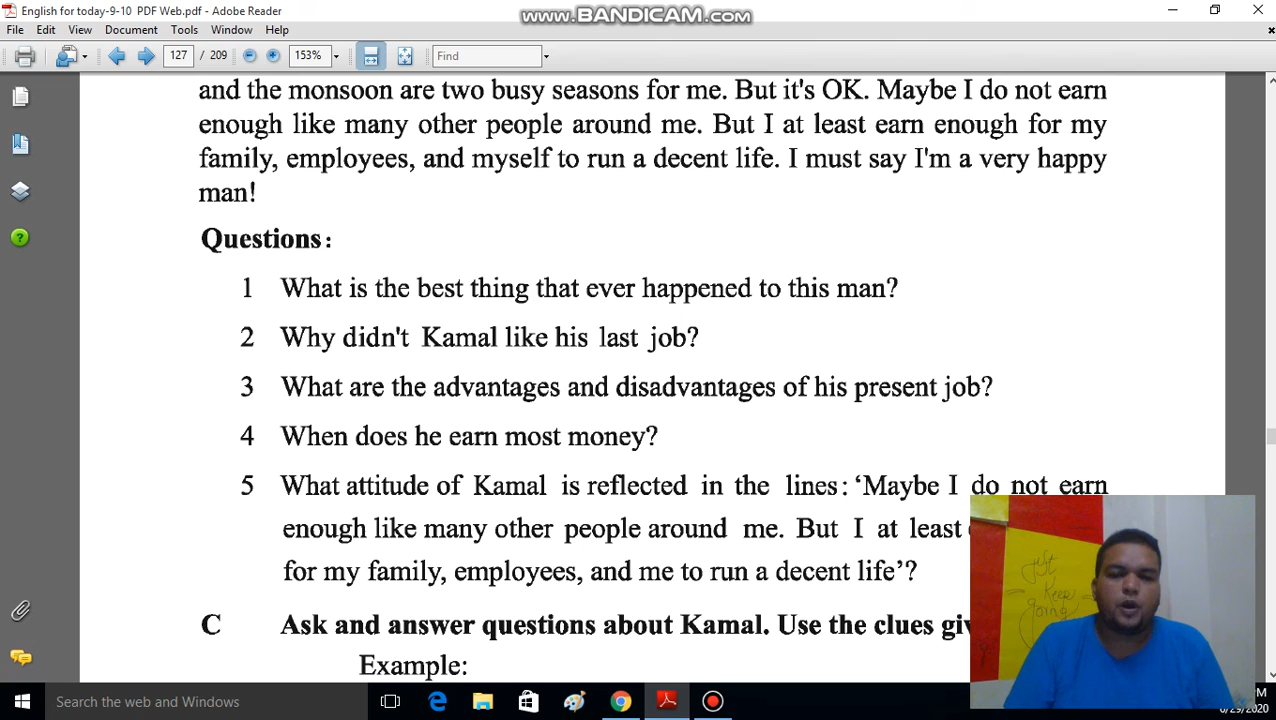 English for today-9-10 PDF Web.pdf - Adobe Reader
www.BANDICAM.com
File Edit View Document Tools Window Help
127 / 209 153% Find
and the monsoon are two busy seasons for me. But it's OK. Maybe I do not earn
enough like many other people around me. But I at least earn enough for my
family, employees, and myself to run a decent life. I must say I'm a very happy
man!
Questions:
1 What is the best thing that ever happened to this man?
2 Why didn't Kamal like his last job?
3 What are the advantages and disadvantages of his present job?
4 When does he earn most money?
5 What attitude of Kamal is reflected in the lines: ‘Maybe I do not earn
enough like many other people around me. But I at least
for my family, employees, and me to run a decent life’?
C Ask and answer questions about Kamal. Use the clues
Example:
Keep
going
Search the web and Windows